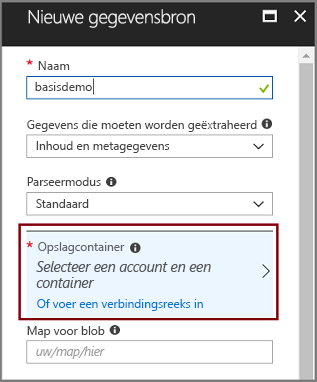 Nieuwe gegevensbron
* Naam
basisdemo
Gegevens die moeten worden geëxtraheerd
Inhoud en metagegevens
Parseermodus
Standaard
* Opslagcontainer
Selecteer een account en een
container
Of voer een verbindingsreeks in
Map voor blob
uw/map/hier